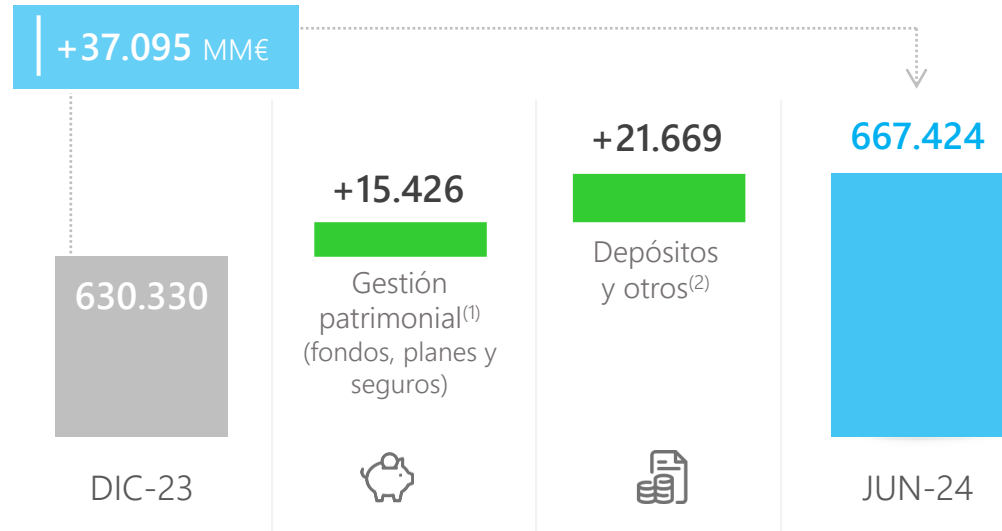 +37.095 MM€
630.330
DIC-23
+15.426
Gestión
patrimonial(1)
(fondos, planes y
seguros)
+21.669
Depósitos
y otros(2)
667.424
JUN-24